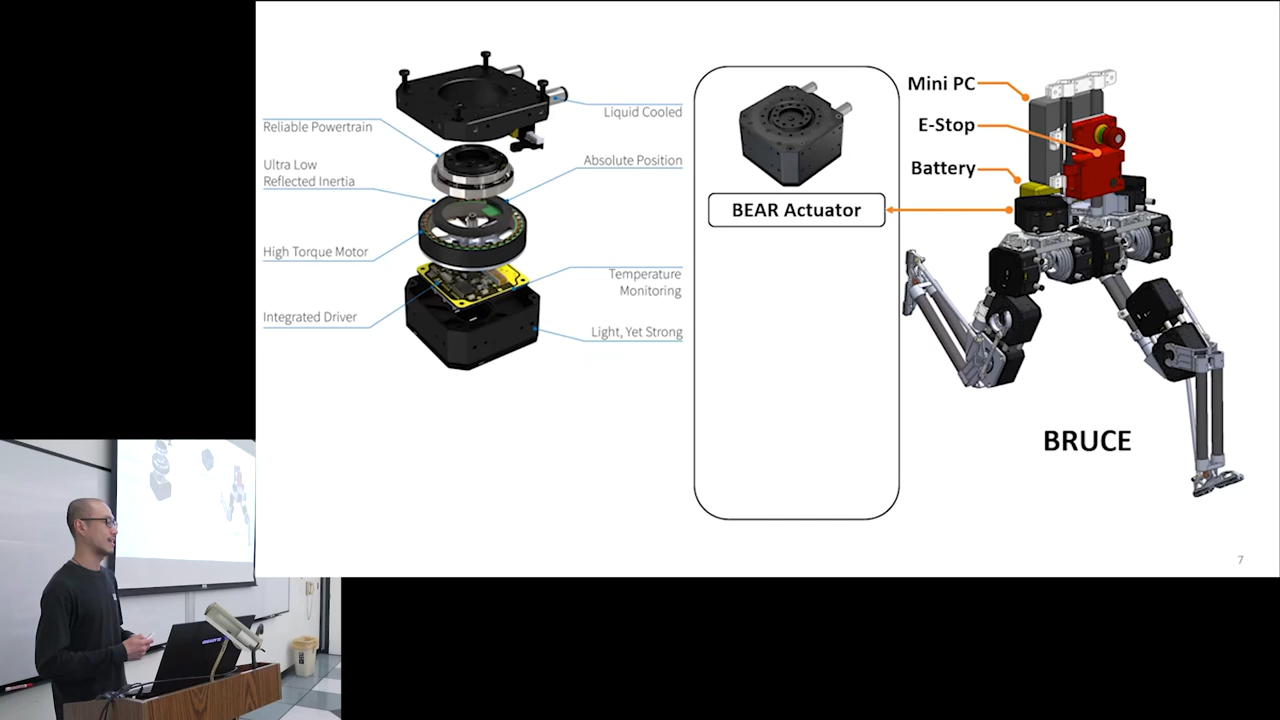 Reliable Powertrain
Ultra Low
Reflected Inertia
High Torque Motor
Integrated Driver
Liquid Cooled
Absolute Position
Temperature
Monitoring
Light, Yet Strong
BEAR Actuator
Mini PC
E-Stop
Battery
BRUCE
7